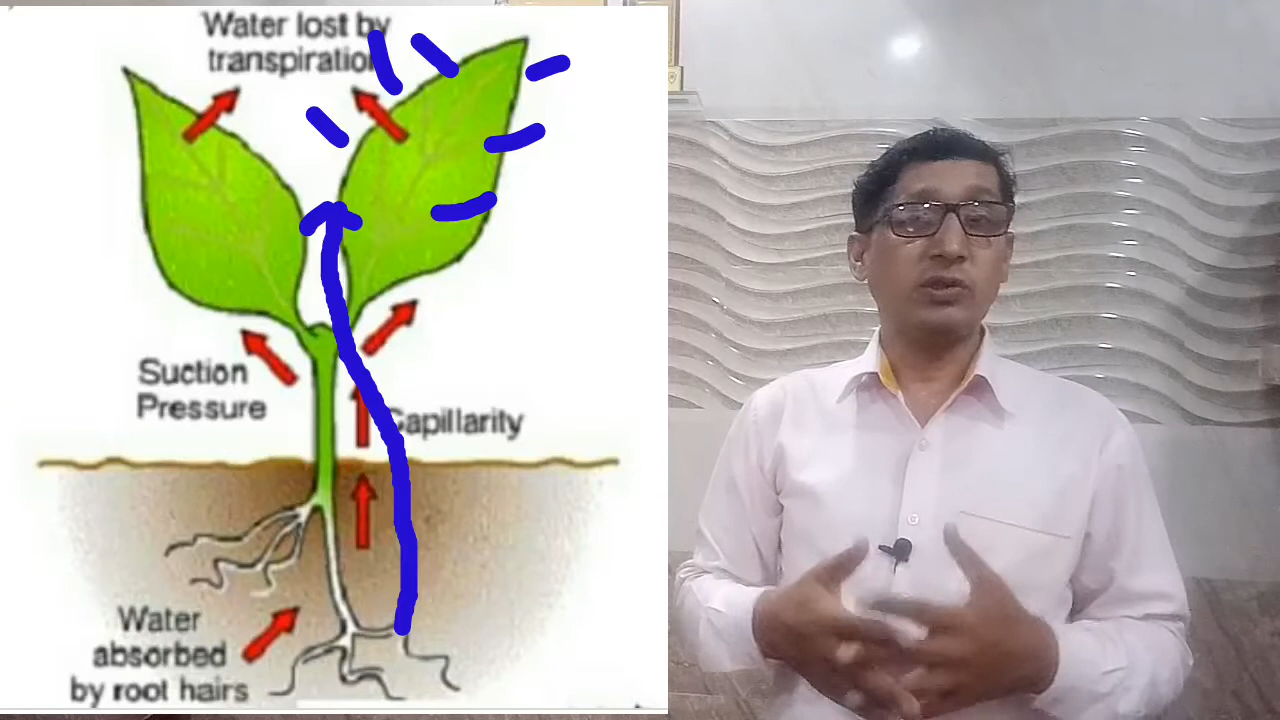 Water lost by
transpiration
Suction
Pressure
Capillarity
Water
absorbed
by root hairs